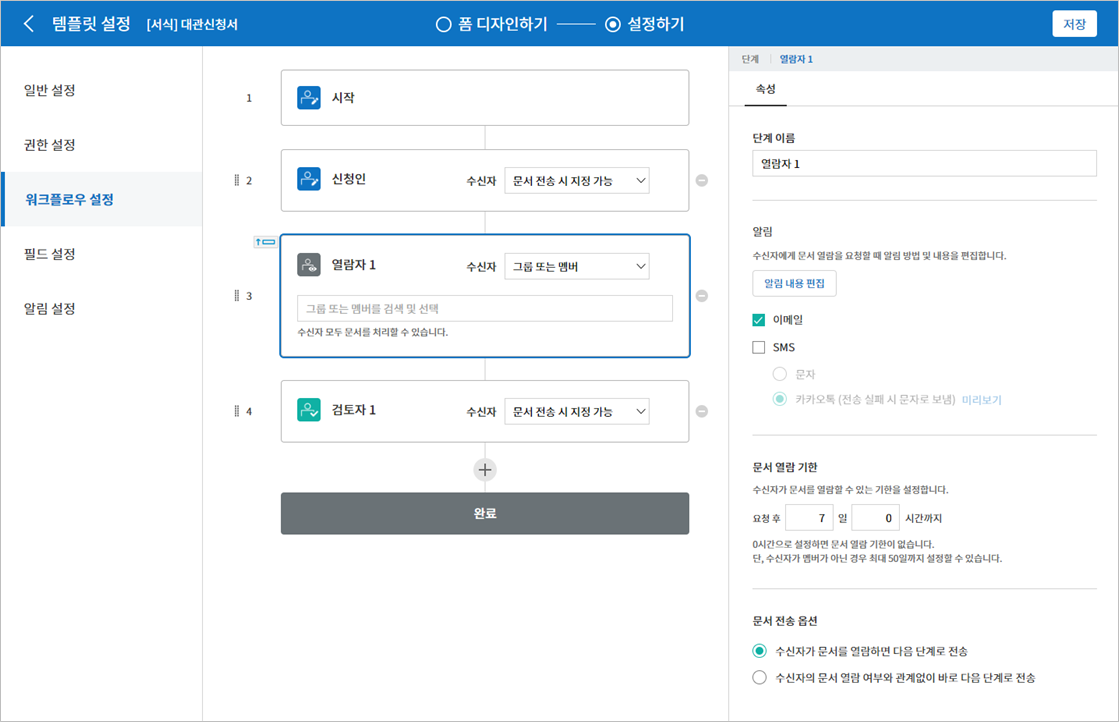 템플릿 설정 [서식] 대관신청서 폼 디자인하기 설정하기 저장
일반 설정
권한 설정
워크플로우 설정
필드 설정
알림 설정
1 시작
2 신청인 수신자 문서 전송 시 지정 가능
3 열람자 1 수신자 그룹 또는 멤버
그룹 또는 멤버를 검색 및 선택
수신자 모두 문서를 처리할 수 있습니다.
4 검토자 1 수신자 문서 전송 시 지정 가능
완료
단계 열람자 1
속성
단계 이름
열람자 1
알림
수신자에게 문서 열람을 요청할 때 알림 방법 및 내용을 편집합니다.
알림 내용 편집
이메일
SMS
문자
카카오톡 (전송 실패 시 문자로 보냄) 미리보기
문서 열람 기한
수신자가 문서를 열람할 수 있는 기한을 설정합니다.
요청 후 7 일 0 시간까지
0시간으로 설정하면 문서 열람 기한이 없습니다.
단, 수신자가 멤버가 아닌 경우 최대 50일까지 설정할 수 있습니다.
문서 전송 옵션
수신자가 문서를 열람하면 다음 단계로 전송
수신자의 문서 열람 여부와 관계없이 바로 다음 단계로 전송